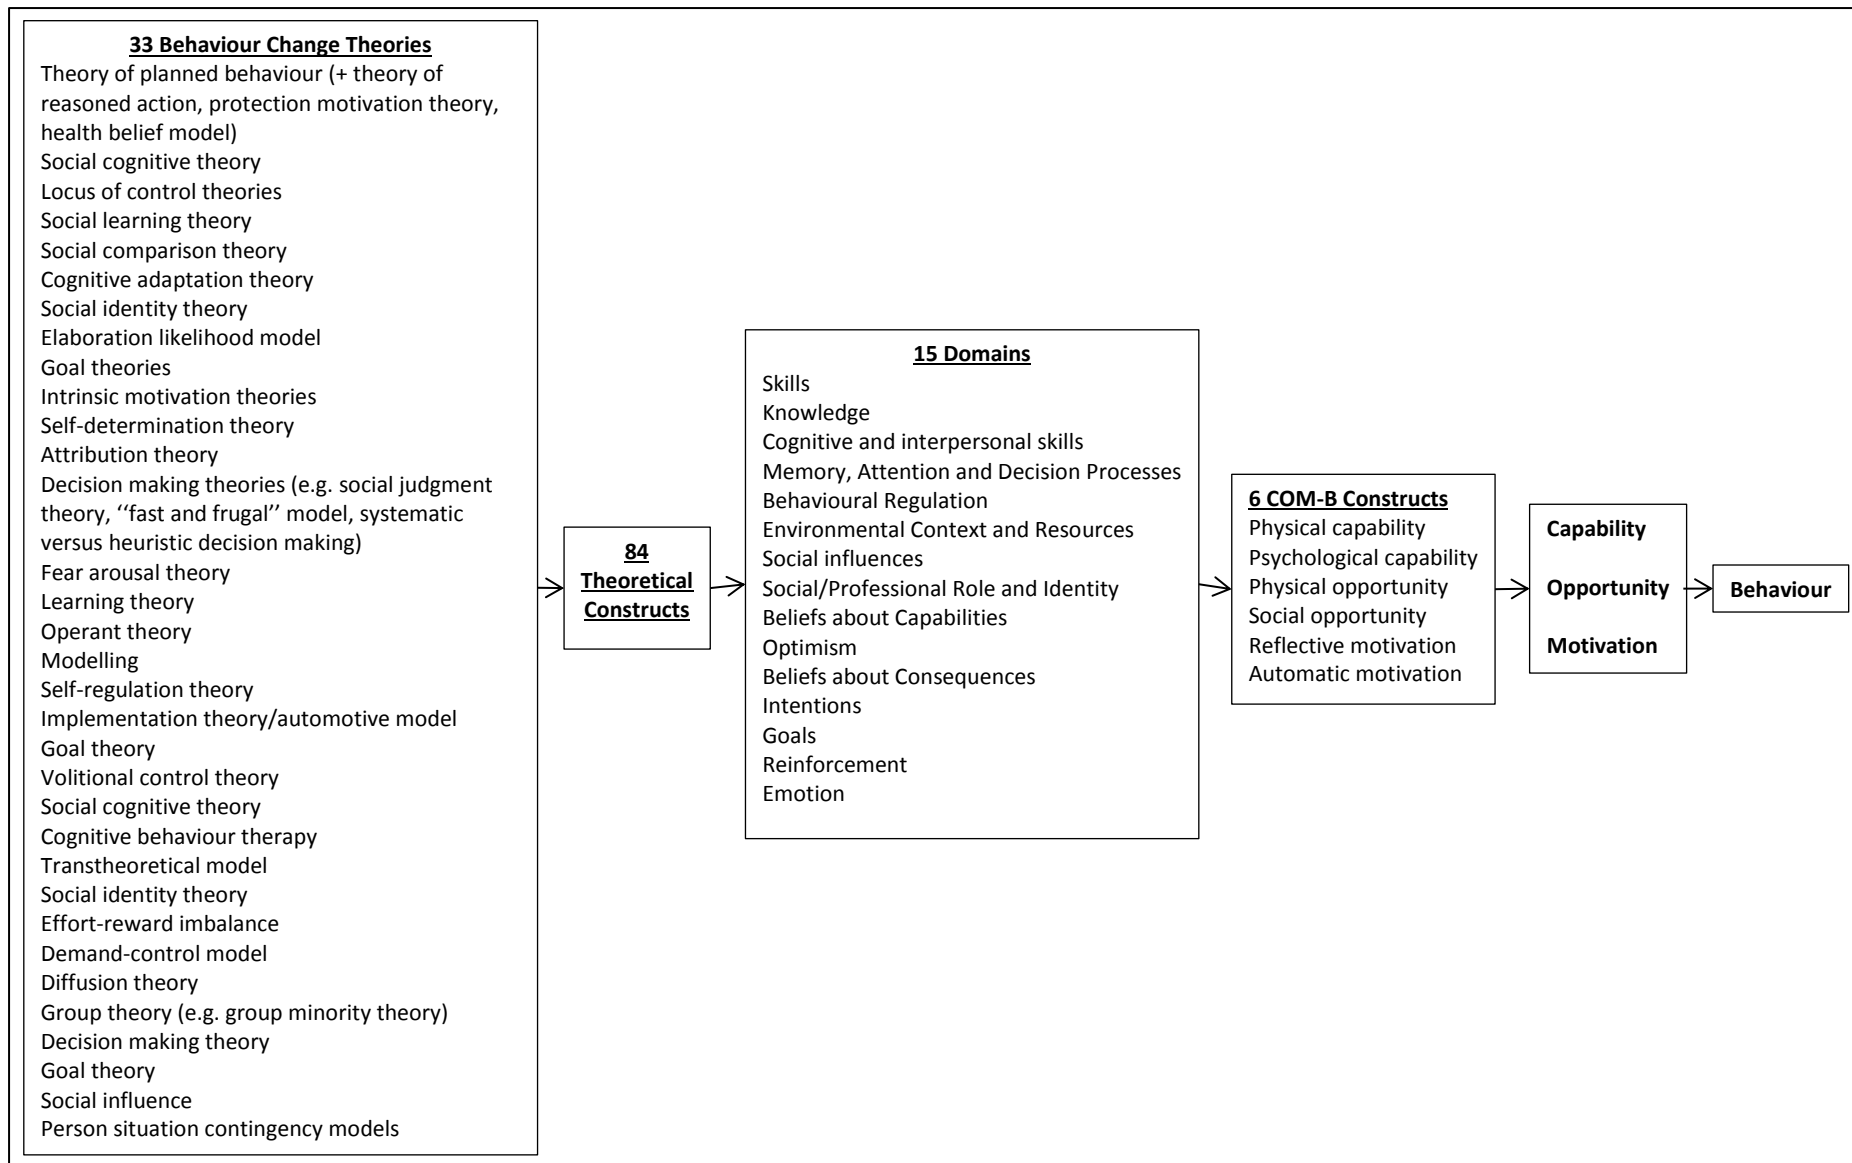 33 Behaviour Change Theories
Theory of planned behaviour (+ theory of
reasoned action, protection motivation theory,
health belief model)
Social cognitive theory
Locus of control theories
Social learning theory
Social comparison theory
Cognitive adaptation theory
Social identity theory
Elaboration likelihood model
Goal theories
Intrinsic motivation theories
Self-determination theory
Attribution theory
Decision making theories (e.g. social judgment
theory, ‘‘fast and frugal’’ model, systematic
versus heuristic decision making)
Fear arousal theory
Learning theory
Operant theory
Modelling
Self-regulation theory
Implementation theory/automotive model
Goal theory
Volitional control theory
Social cognitive theory
Cognitive behaviour therapy
Transtheoretical model
Social identity theory
Effort-reward imbalance
Demand-control model
Diffusion theory
Group theory (e.g. group minority theory)
Decision making theory
Goal theory
Social influence
Person situation contingency models
84
Theoretical
Constructs
15 Domains
Skills
Knowledge
Cognitive and interpersonal skills
Memory, Attention and Decision Processes
Behavioural Regulation
Environmental Context and Resources
Social influences
Social/Professional Role and Identity
Beliefs about Capabilities
Optimism
Beliefs about Consequences
Intentions
Goals
Reinforcement
Emotion
6 COM-B Constructs
Physical capability
Psychological capability
Physical opportunity
Social opportunity
Reflective motivation
Automatic motivation
Capability
Opportunity
Motivation
Behaviour